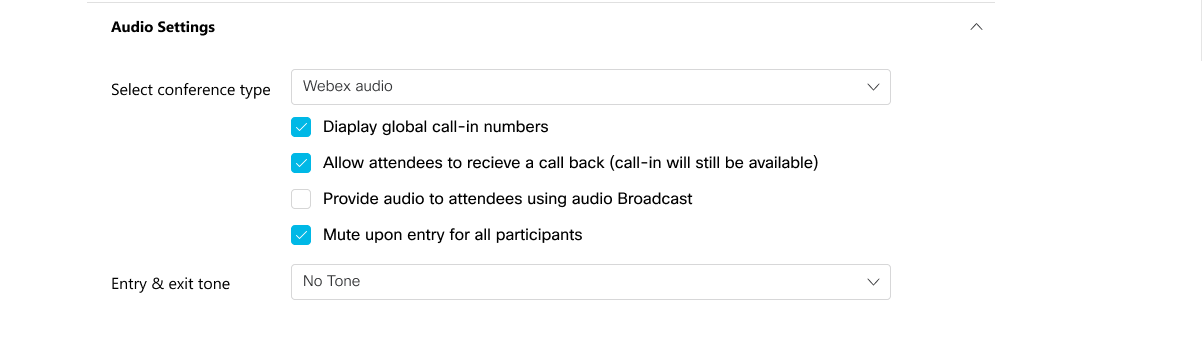 Audio Settings
Select conference type
Webex audio
Diaplay global call-in numbers
Allow attendees to recieve a call back (call-in will still be available)
Provide audio to attendees using audio Broadcast
Mute upon entry for all participants
Entry & exit tone
No Tone